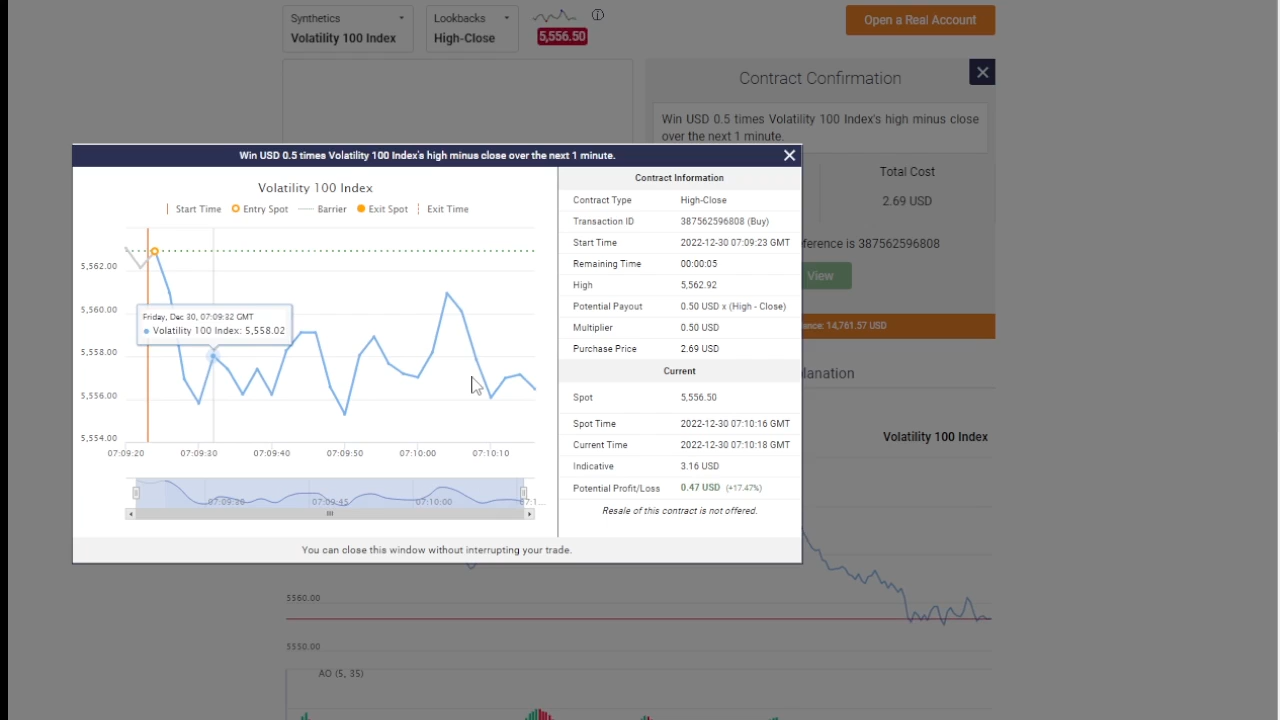 Synthetics
Volatility 100 Index
Lookbacks
High-Close
5,556.50
Open a Real Account
Contract Confirmation
Win USD 0.5 times Volatility 100 Index's high minus close
over the next 1 minute.
Total Cost
2.69 USD
ference is 387562596808
View
ance: 14,761.57 USD
lanation
Volatility 100 Index
Win USD 0.5 times Volatility 100 Index's high minus close over the next 1 minute.
Volatility 100 Index
Start Time
Entry Spot
Barrier
Exit Spot
Exit Time
5,562.00
5,560.00
5,558.00
5,556.00
5,554.00
Friday, Dec 30, 07:09:32 GMT
Volatility 100 Index: 5,558.02
07:09:20 07:09:30 07:09:40 07:09:50 07:10:00 07:10:10
07:09:30 07:09:45 07:10:00 07:1...
Contract Information
Contract Type High-Close
Transaction ID 387562596808 (Buy)
Start Time 2022-12-30 07:09:23 GMT
Remaining Time 00:00:05
High 5,562.92
Potential Payout 0.50 USD x (High - Close)
Multiplier 0.50 USD
Purchase Price 2.69 USD
Current
Spot 5,556.50
Spot Time 2022-12-30 07:10:16 GMT
Current Time 2022-12-30 07:10:18 GMT
Indicative 3.16 USD
Potential Profit/Loss 0.47 USD (+17.47%)
Resale of this contract is not offered.
You can close this window without interrupting your trade.
5560.00
5550.00
AO (5, 35)